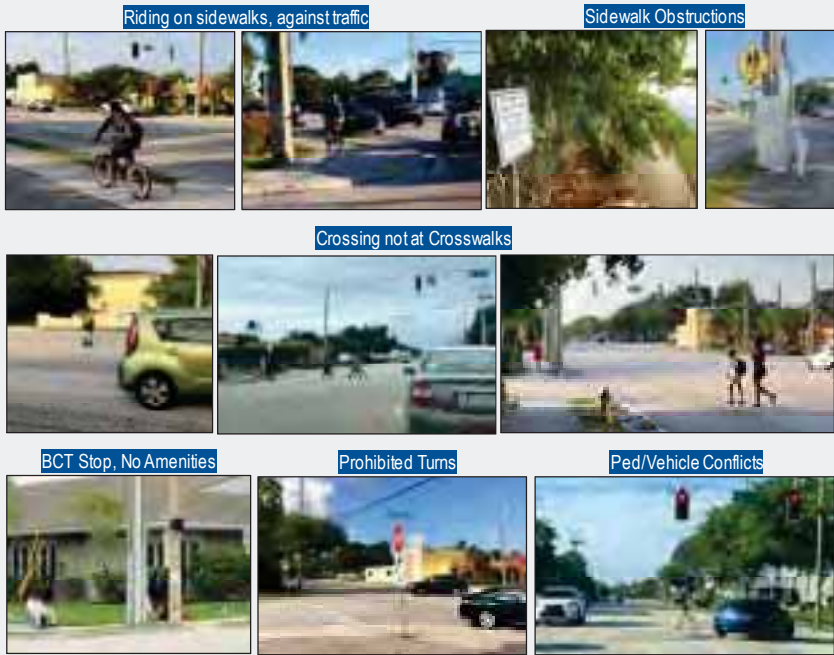 Riding on sidewalks, against traffic
Sidewalk Obstructions
Crossing not at Crosswalks
BCT Stop, No Amenities
Prohibited Turns
Ped/Vehicle Conflicts